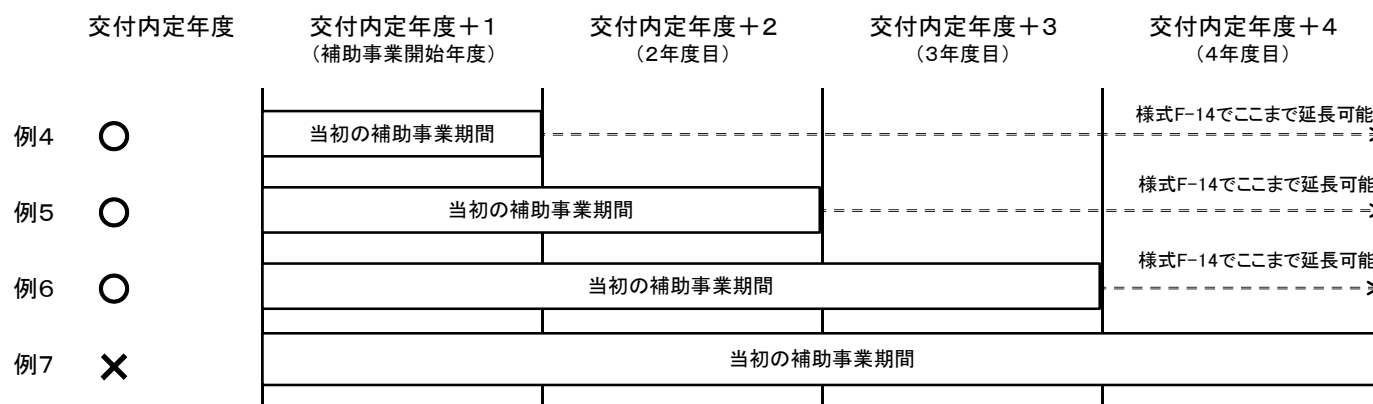 交付内定年度 交付内定年度＋1 交付内定年度＋2 交付内定年度＋3 交付内定年度＋4
（補助事業開始年度） （2年度目） （3年度目） （4年度目）
様式F-14でここまで延長可能
例4 ○ 当初の補助事業期間
様式F-14でここまで延長可能
例5 ○ 当初の補助事業期間
様式F-14でここまで延長可能
例6 ○ 当初の補助事業期間
例7 × 当初の補助事業期間